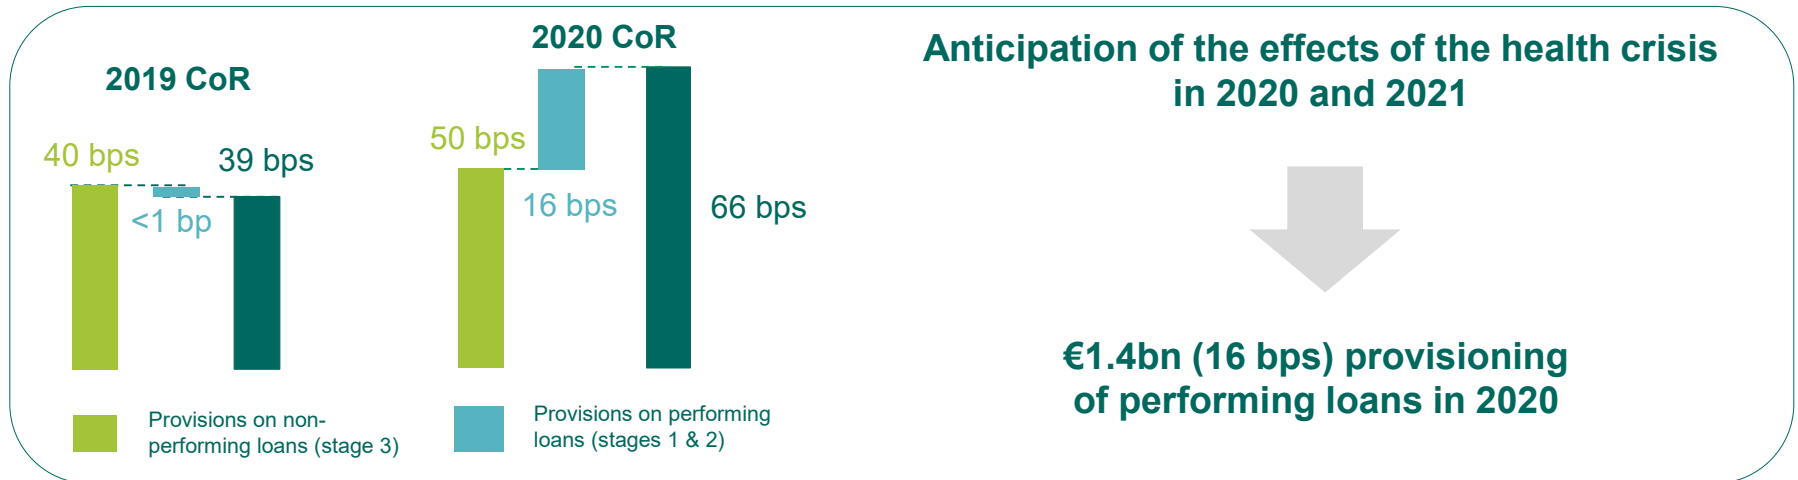 2019 CoR
40 bps
<1 bp
39 bps
2020 CoR
50 bps
16 bps
66 bps
Provisions on non-
performing loans (stage 3)
Provisions on performing
loans (stages 1 & 2)
Anticipation of the effects of the health crisis
in 2020 and 2021
€1.4bn (16 bps) provisioning
of performing loans in 2020